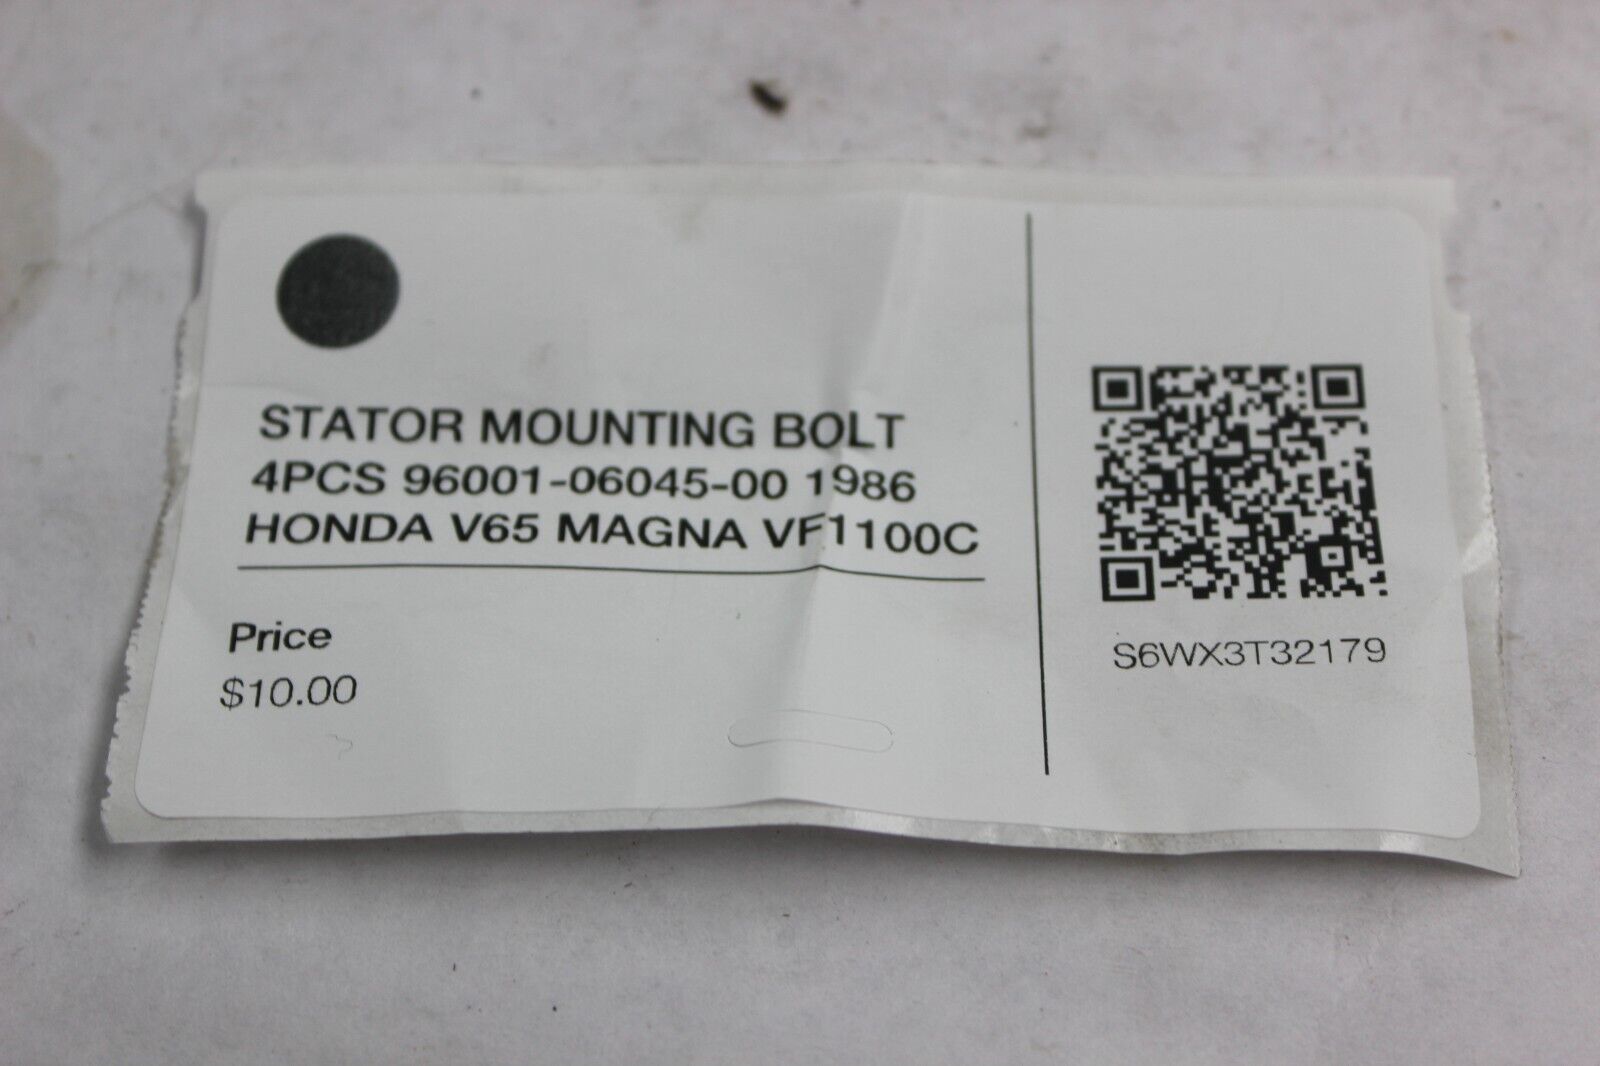 STATOR MOUNTING BOLT
4PCS 96001-06045-00 1986
HONDA V65 MAGNA VF1100C
Price
$10.00
S6WX3T32179